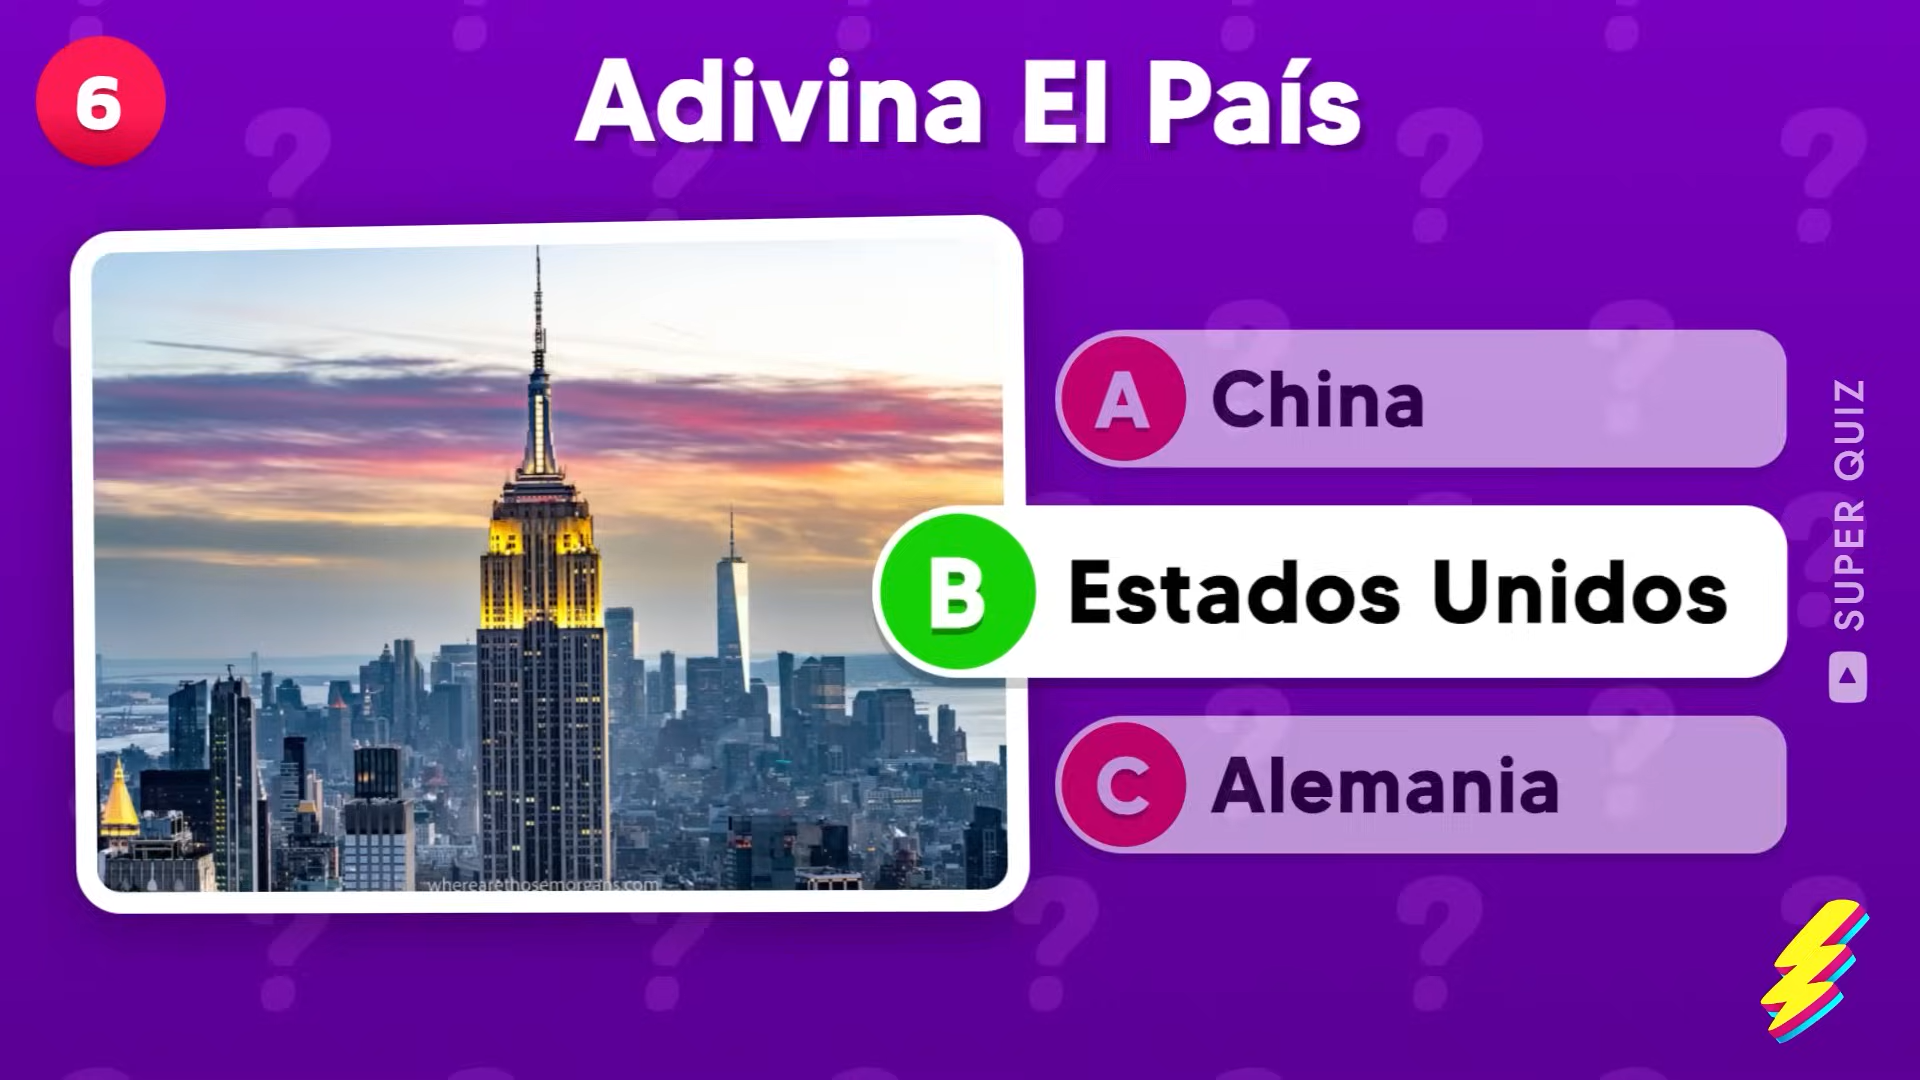 6
Adivina El País
A China
B Estados Unidos
C Alemania
SUPER QUIZ
wherearethosemorgans.com